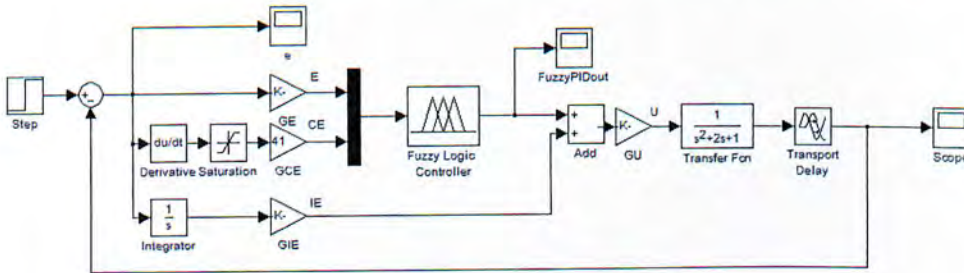 e
FuzzyPIDout
Step
+
−
K-
E
GE
du/dt
Derivative
Saturation
41
CE
GCE
1
s
Integrator
K-
IE
GIE
Fuzzy Logic
Controller
+
+
Add
K-
U
GU
1
s²+2s+1
Transfer Fcn
Transport
Delay
Scope